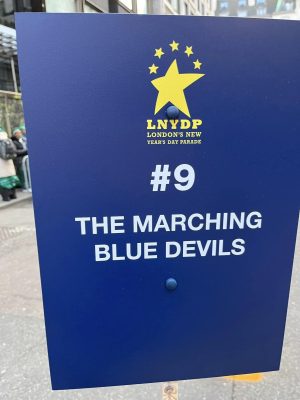 LNYDP
LONDON'S NEW
YEAR'S DAY PARADE
#9
THE MARCHING
BLUE DEVILS